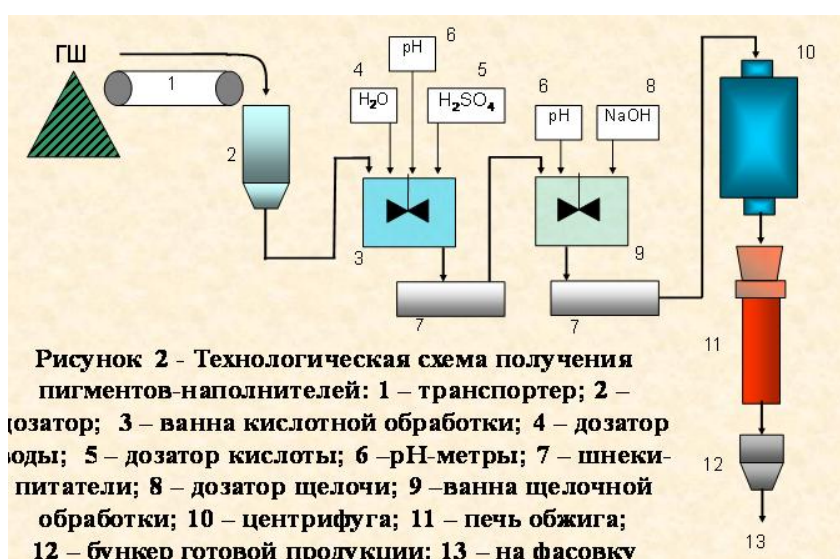 ГШ
1
2
4
H₂O
pH
6
5
H₂SO₄
3
7
6
pH
8
NaOH
9
7
10
11
12
13
Рисунок 2 - Технологическая схема получения
пигментов-наполнителей: 1 – транспортер; 2 –
дозатор; 3 – ванна кислотной обработки; 4 – дозатор
воды; 5 – дозатор кислоты; 6 –рН-метры; 7 – шнеки-
питатели; 8 – дозатор щелочи; 9 –ванна щелочной
обработки; 10 – центрифуга; 11 – печь обжига;
12 – бункер готовой продукции; 13 – на фасовку